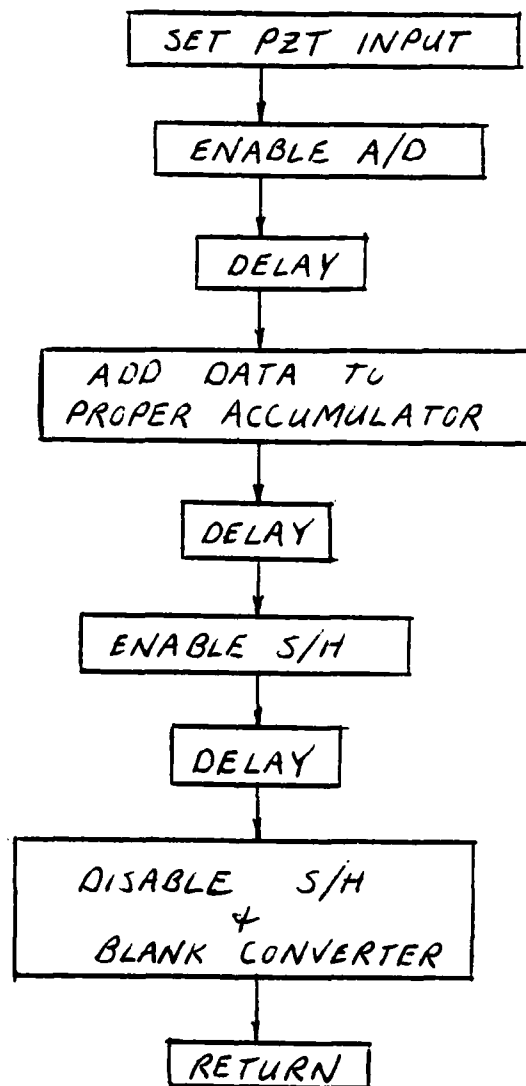 SET PZT INPUT
ENABLE A/D
DELAY
ADD DATA TO
PROPER ACCUMULATOR
DELAY
ENABLE S/H
DELAY
DISABLE S/H
&
BLANK CONVERTER
RETURN